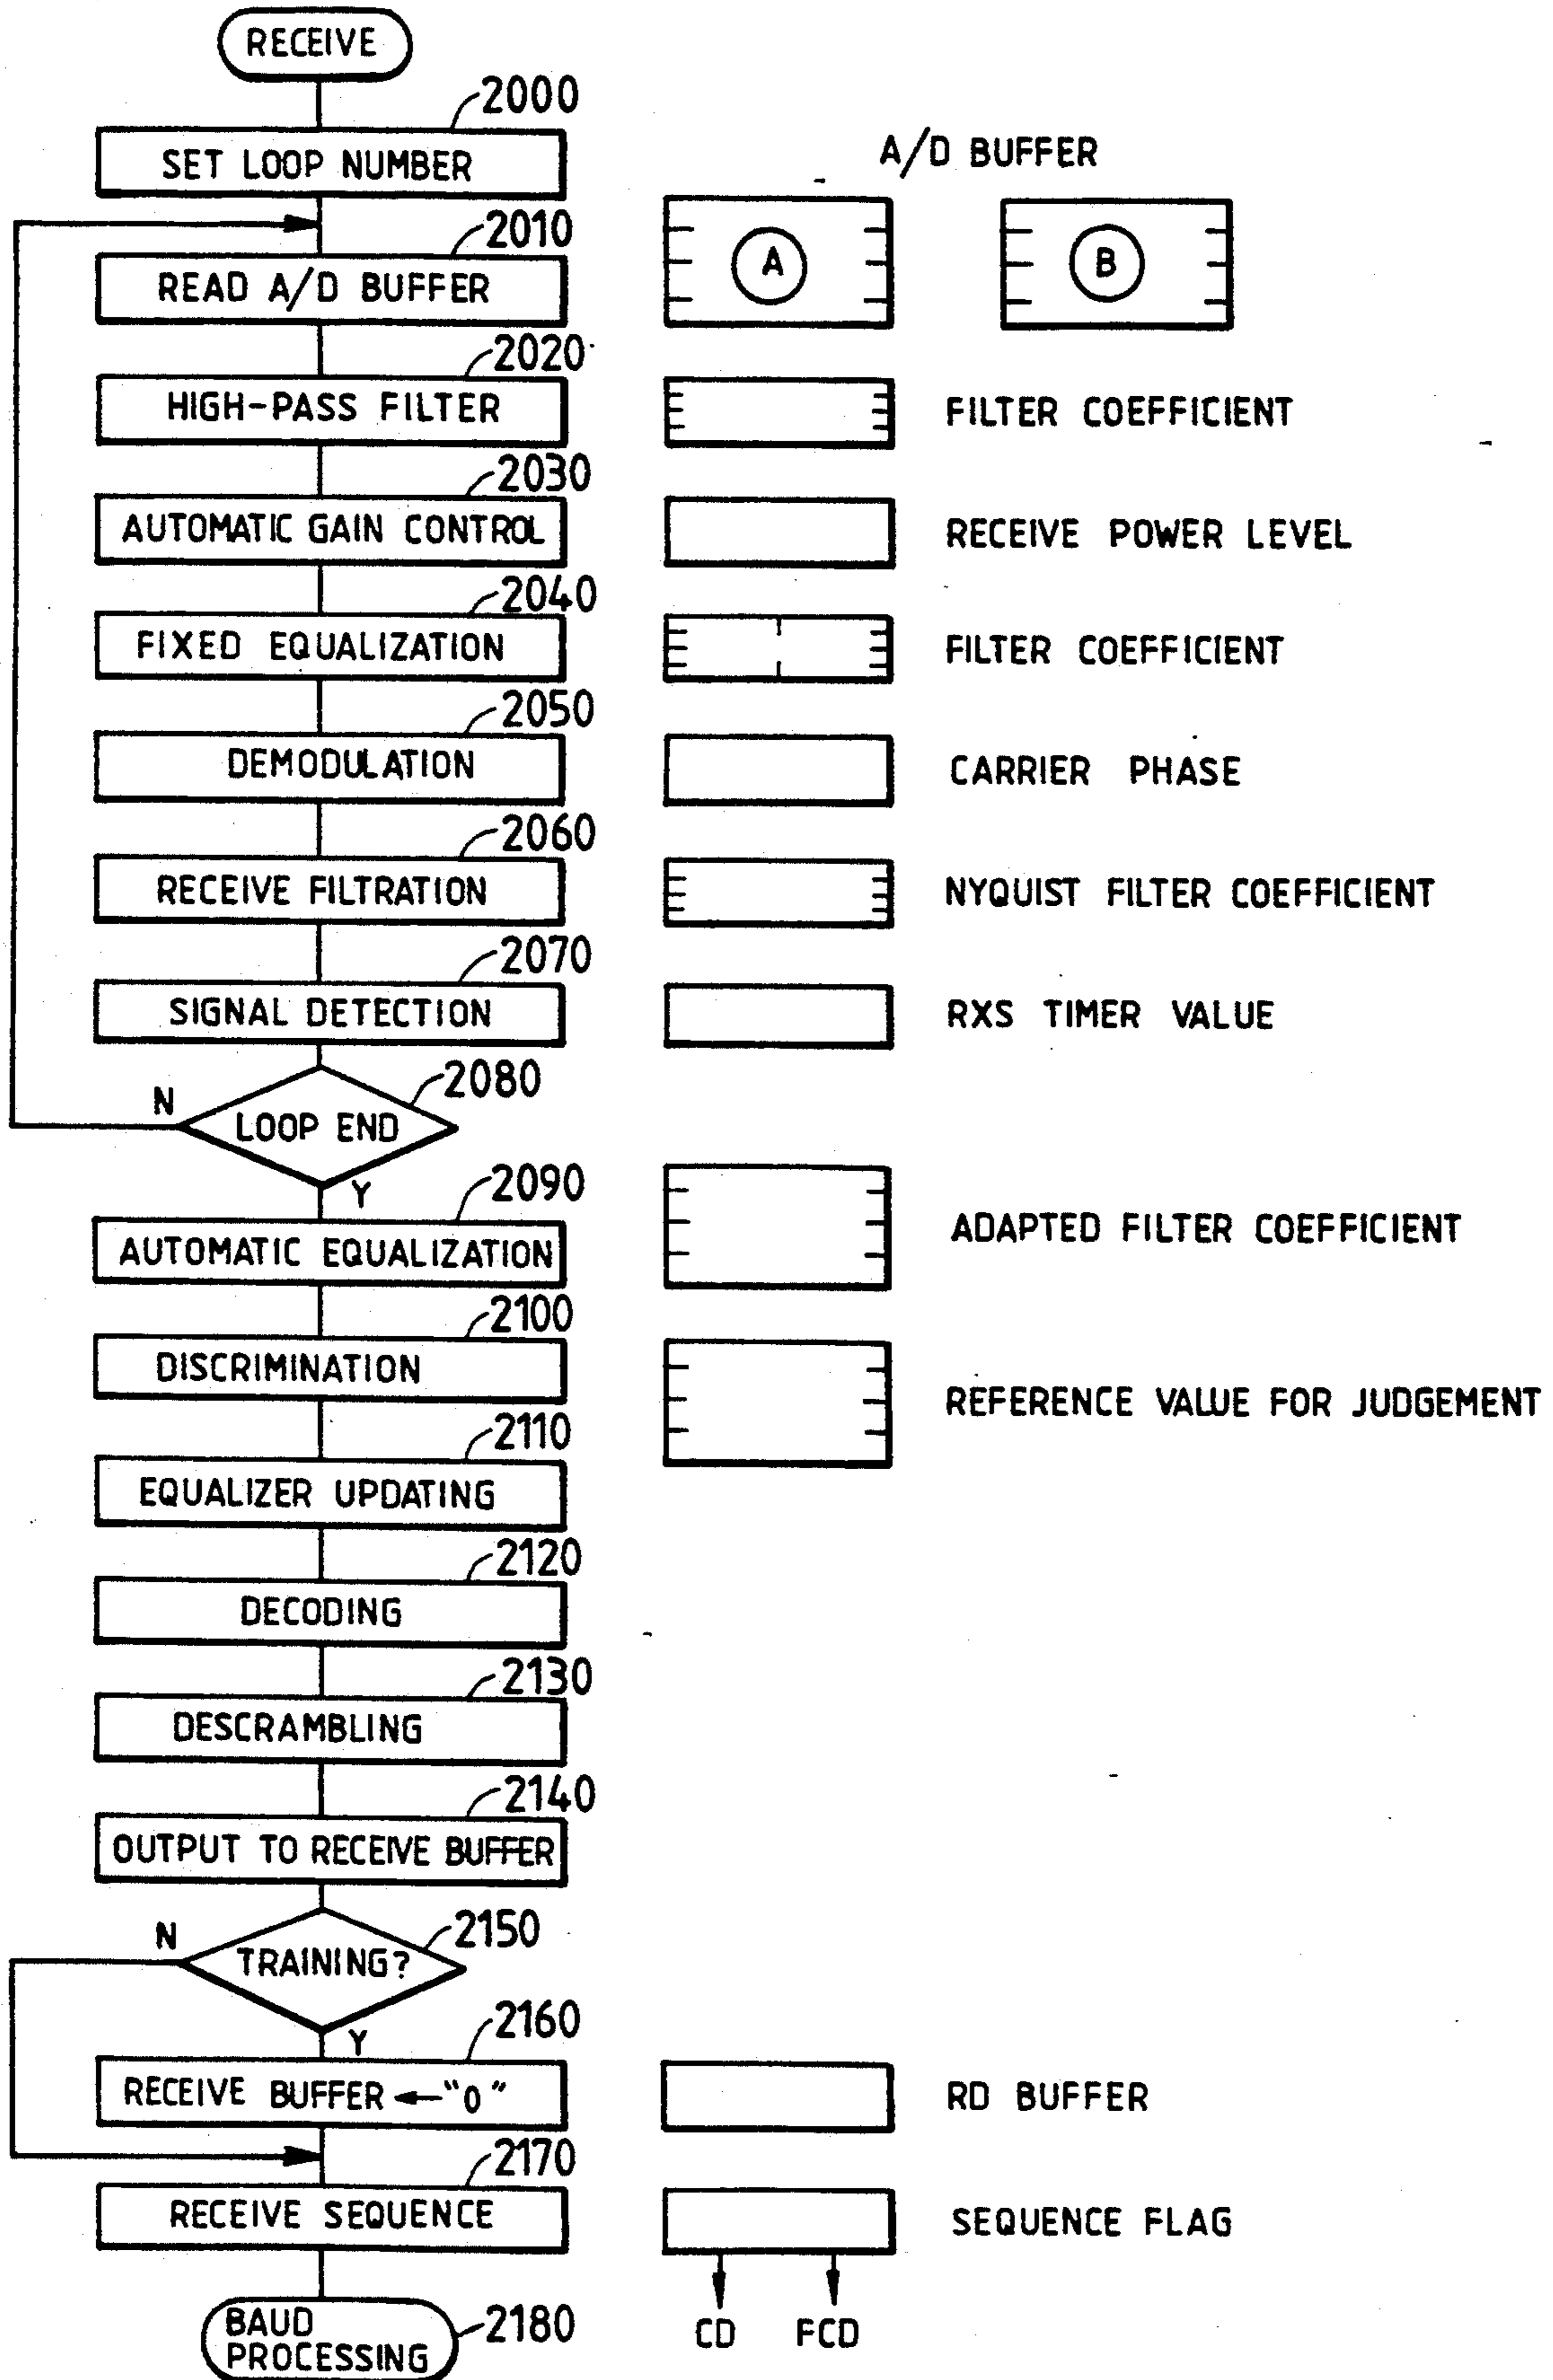 RECEIVE
2000
SET LOOP NUMBER
A/D BUFFER
2010
READ A/D BUFFER
A
B
2020
HIGH-PASS FILTER
FILTER COEFFICIENT
2030
AUTOMATIC GAIN CONTROL
RECEIVE POWER LEVEL
2040
FIXED EQUALIZATION
FILTER COEFFICIENT
2050
DEMODULATION
CARRIER PHASE
2060
RECEIVE FILTRATION
NYQUIST FILTER COEFFICIENT
2070
SIGNAL DETECTION
RXS TIMER VALUE
2080
N
LOOP END
Y
2090
AUTOMATIC EQUALIZATION
ADAPTED FILTER COEFFICIENT
2100
DISCRIMINATION
REFERENCE VALUE FOR JUDGEMENT
2110
EQUALIZER UPDATING
2120
DECODING
2130
DESCRAMBLING
2140
OUTPUT TO RECEIVE BUFFER
2150
N
TRAINING?
Y
2160
RECEIVE BUFFER ← "0"
RD BUFFER
2170
RECEIVE SEQUENCE
SEQUENCE FLAG
BAUD
PROCESSING
2180
CD FCD